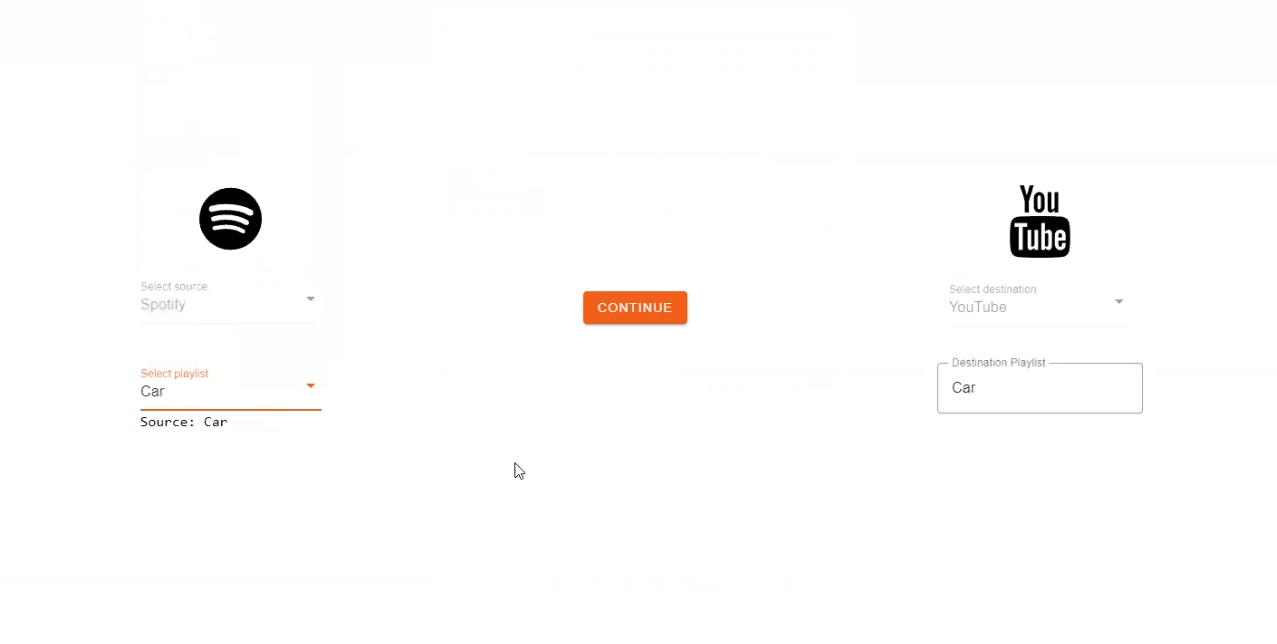 Select source
Spotify
Select playlist
Car
Source: Car
CONTINUE
You
Tube
Select destination
YouTube
Destination Playlist
Car